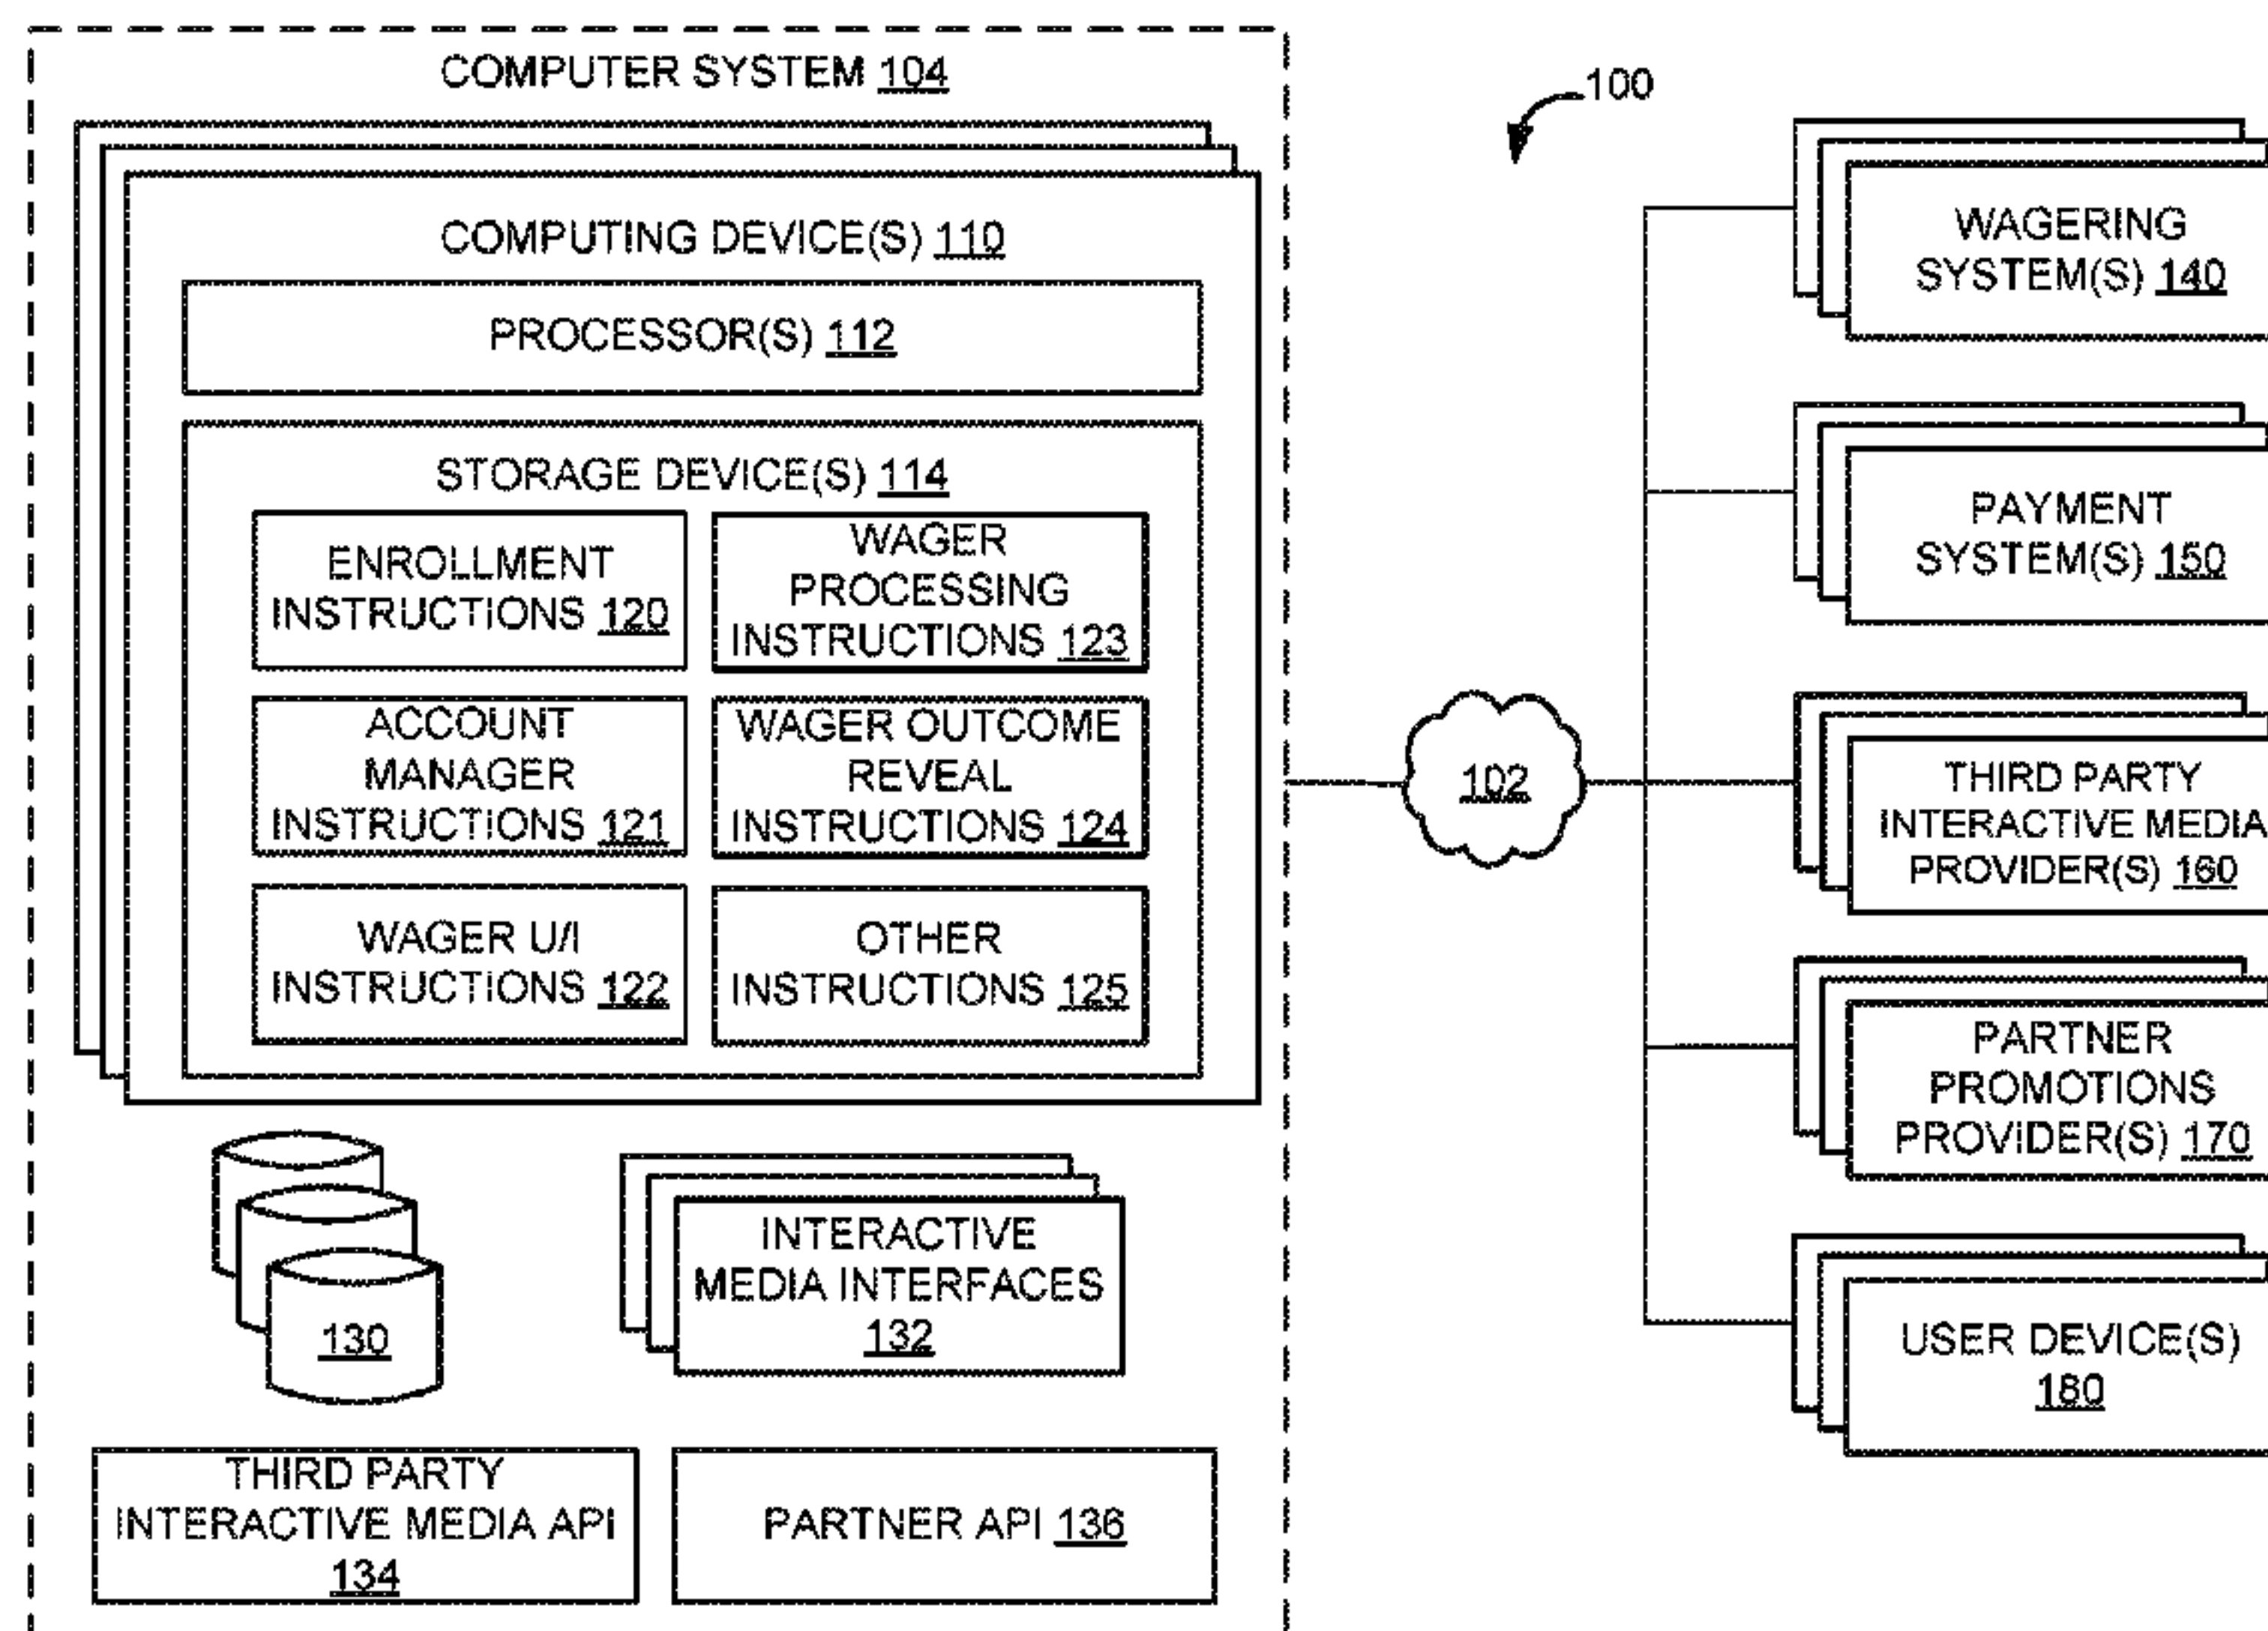 COMPUTER SYSTEM 104
100
COMPUTING DEVICE(S) 110
PROCESSOR(S) 112
STORAGE DEVICE(S) 114
ENROLLMENT
INSTRUCTIONS 120
WAGER
PROCESSING
INSTRUCTIONS 123
ACCOUNT
MANAGER
INSTRUCTIONS 121
WAGER OUTCOME
REVEAL
INSTRUCTIONS 124
WAGER U/I
INSTRUCTIONS 122
OTHER
INSTRUCTIONS 125
130
INTERACTIVE
MEDIA INTERFACES
132
THIRD PARTY
INTERACTIVE MEDIA API
134
PARTNER API 136
102
WAGERING
SYSTEM(S) 140
PAYMENT
SYSTEM(S) 150
THIRD PARTY
INTERACTIVE MEDIA
PROVIDER(S) 160
PARTNER
PROMOTIONS
PROVIDER(S) 170
USER DEVICE(S)
180